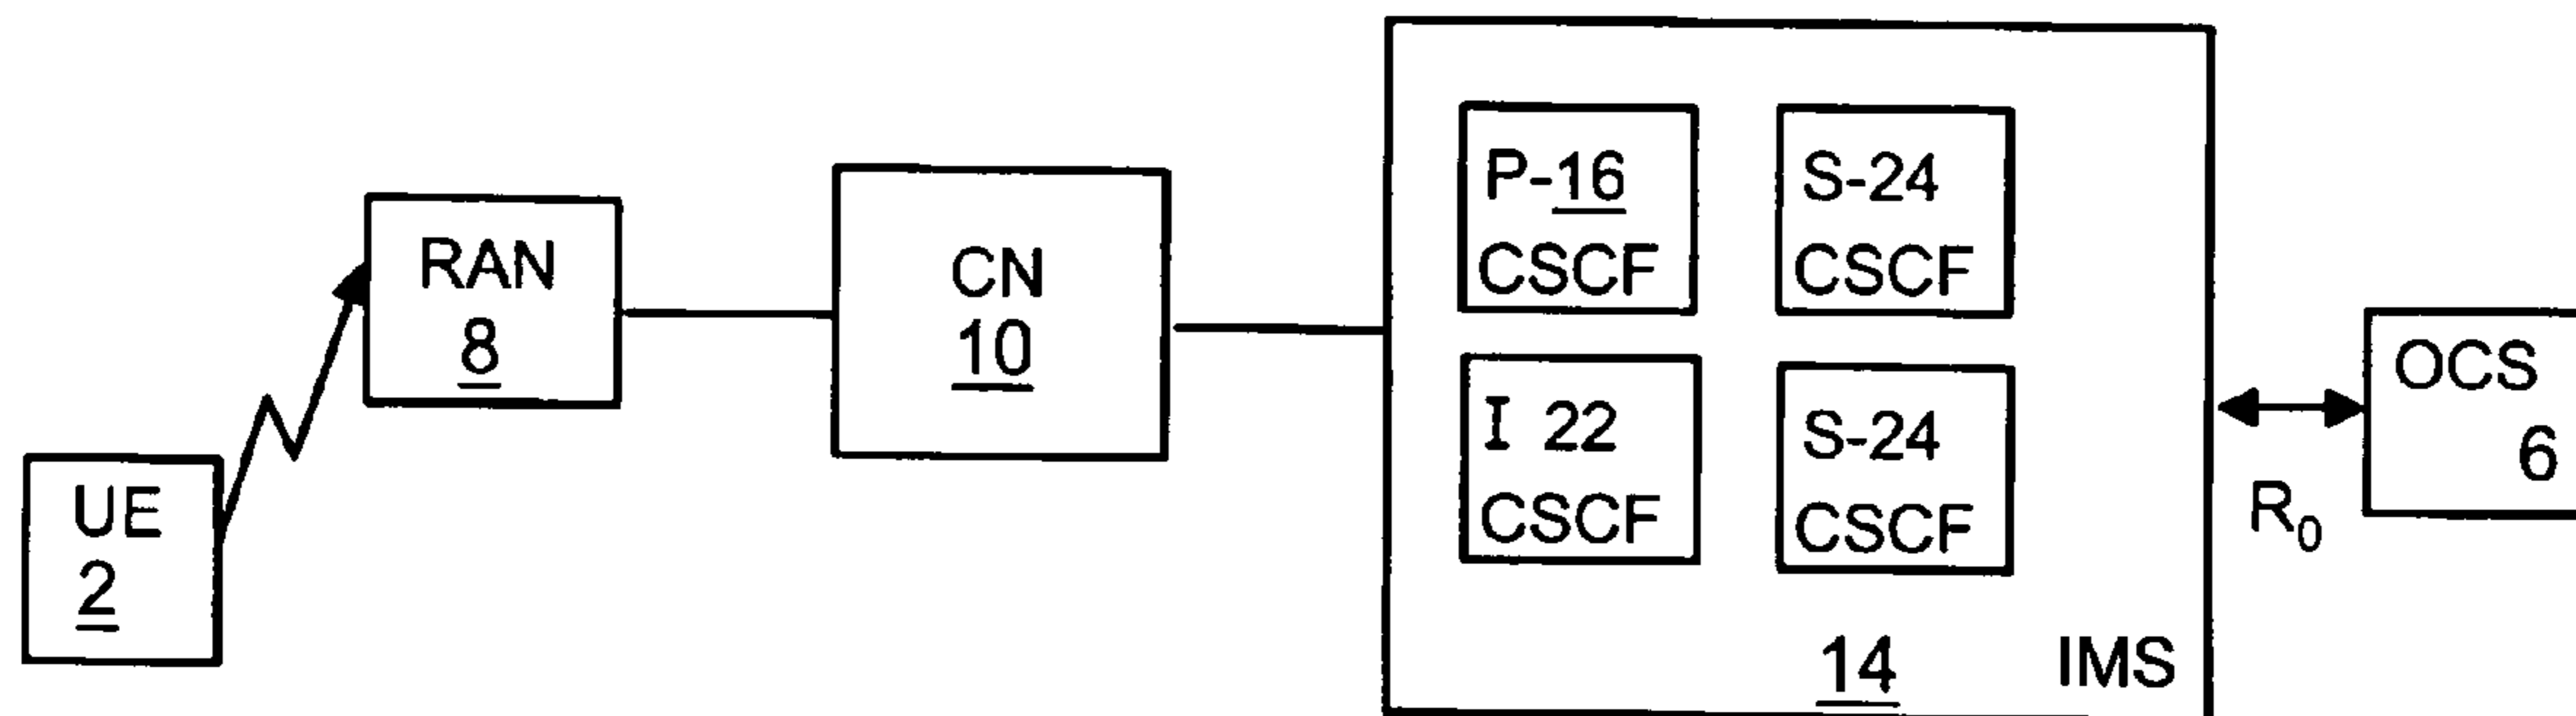 UE
2
RAN
8
CN
10
P-16
CSCF
S-24
CSCF
I 22
CSCF
S-24
CSCF
14
IMS
R0
OCS
6